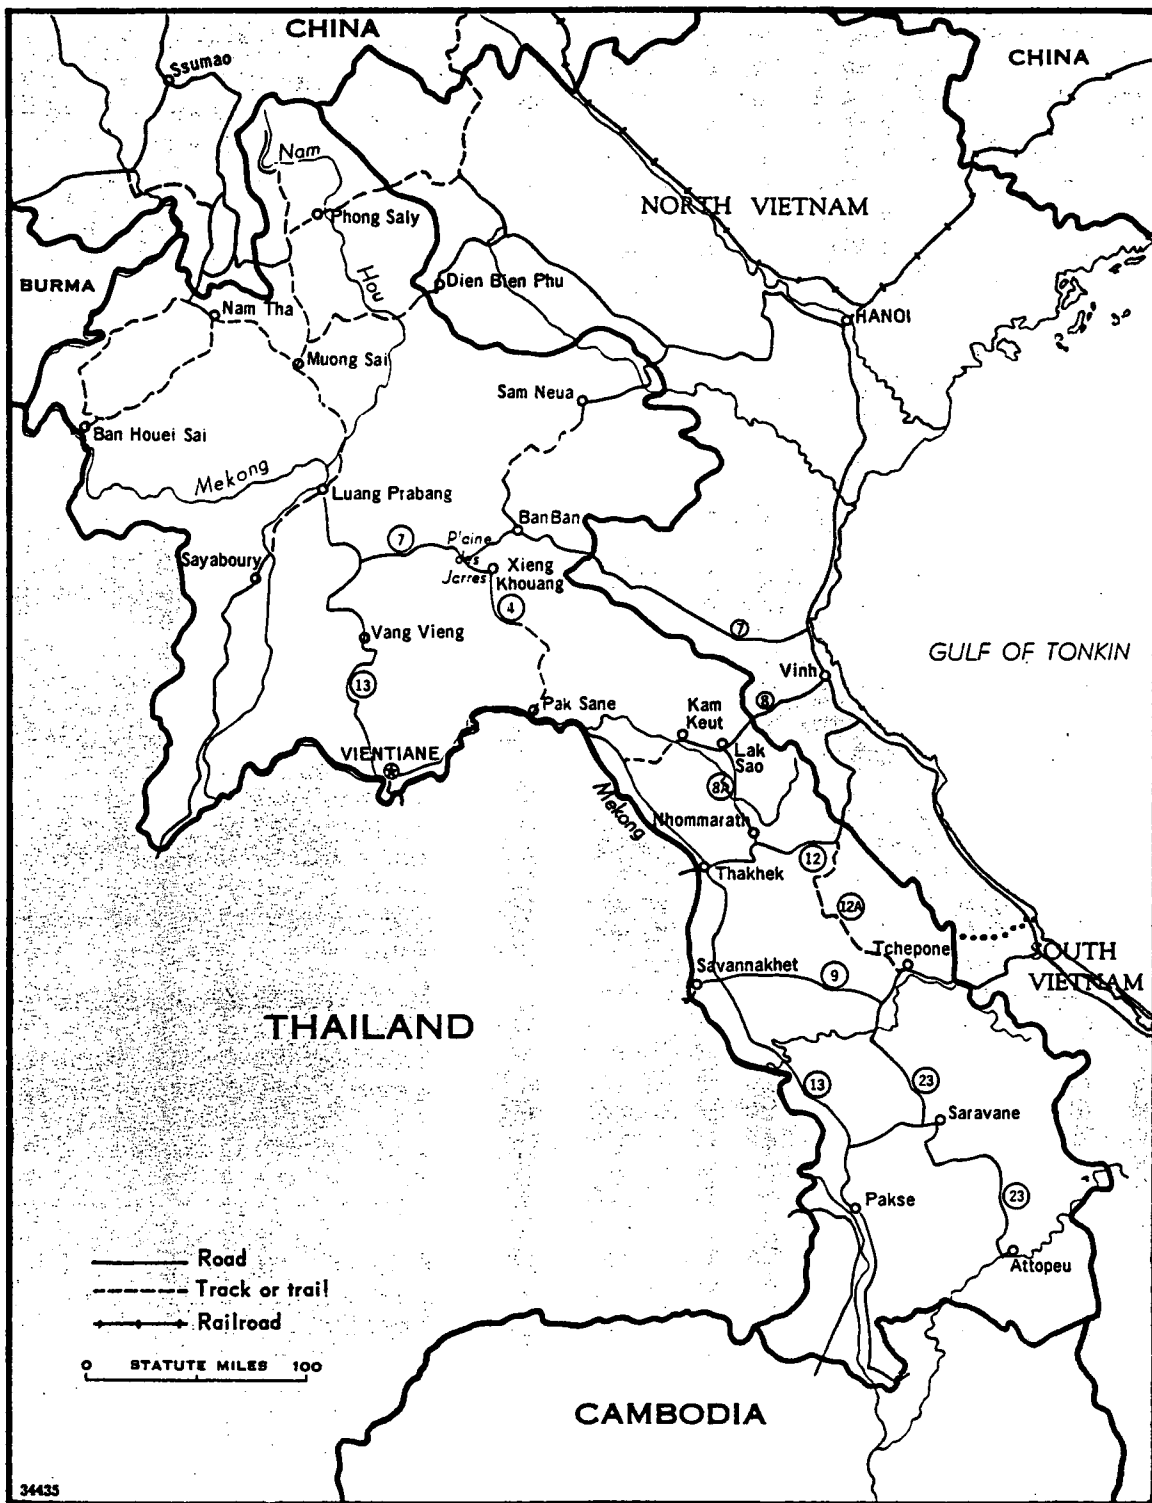 CHINA
CHINA
Ssumao
Nam
Phong Saly
NORTH VIETNAM
BURMA
Hou
Dien Bien Phu
Nam Tha
HANOI
Muong Sai
Sam Neua
Ban Houei Sai
Mekong
Luang Prabang
BanBan
7
P'aine
des
Jarres
Xieng
Khouang
Sayaboury
4
7
Vang Vieng
GULF OF TONKIN
Vinh
13
8
Pak Sane
Kam
Keut
VIENTIANE
Lak
Sao
8A
Mekong
Nhommarath
12
Thakhek
12A
Tchepone
SOUTH
VIETNAM
Savannakhet
9
THAILAND
13
23
Saravane
Pakse
23
Attopeu
Road
Track or trail
Railroad
0 STATUTE MILES 100
CAMBODIA
34435